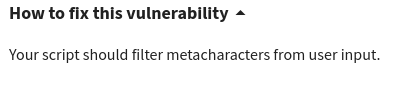 How to fix this vulnerability
Your script should filter metacharacters from user input.